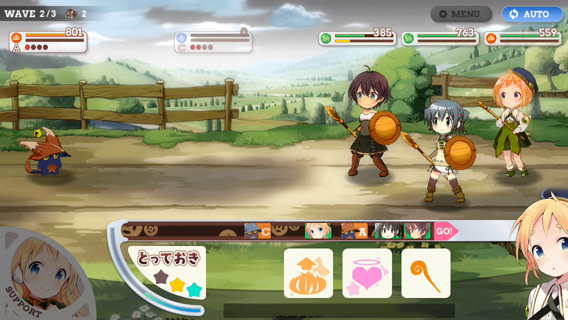 WAVE 2/3 2
MENU
AUTO
801
A
C
385
763
559
C
A
GO!
とっておき
SUPPORT